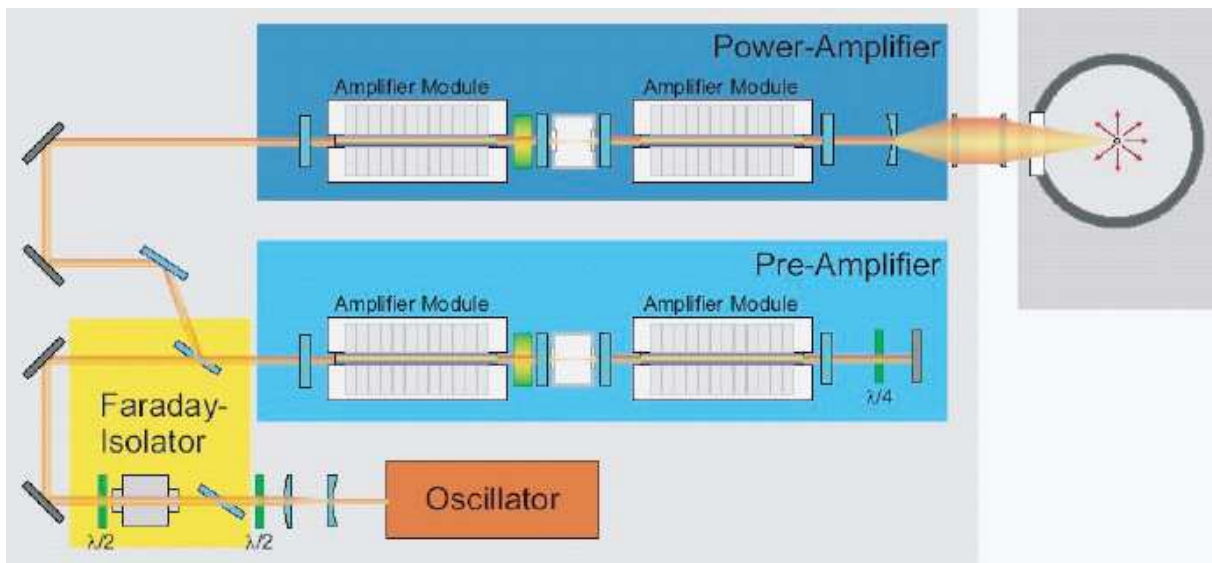 Power-Amplifier
Amplifier Module
Amplifier Module
Pre-Amplifier
Amplifier Module
Amplifier Module
λ/4
Faraday-
Isolator
Oscillator
λ/2
λ/2